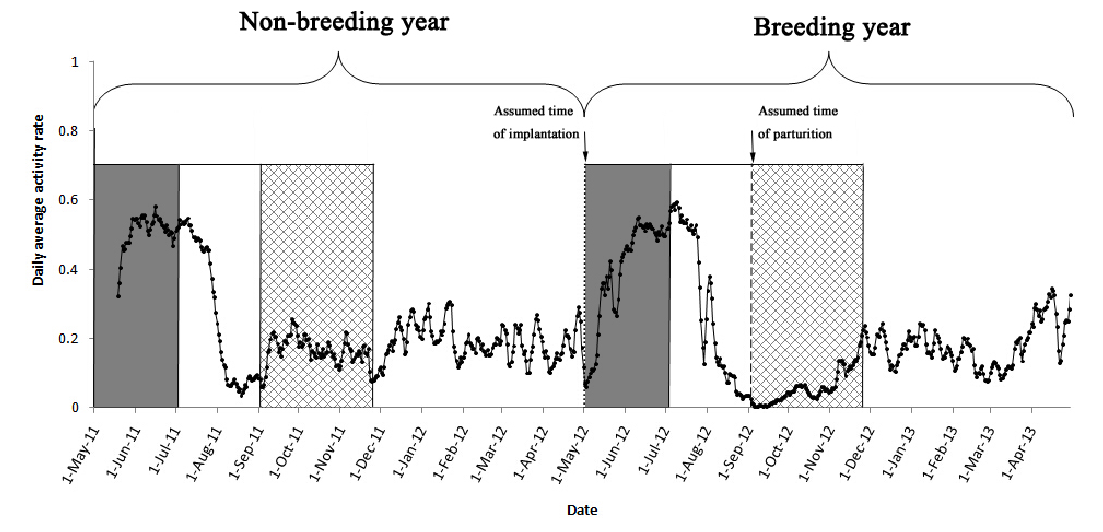 Non-breeding year
Breeding year
Assumed time
of implantation
Assumed time
of parturition
Daily average activity rate
1
0.8
0.6
0.4
0.2
0
1-May-11
1-Jun-11
1-Jul-11
1-Aug-11
1-Sep-11
1-Oct-11
1-Nov-11
1-Dec-11
1-Jan-12
1-Feb-12
1-Mar-12
1-Apr-12
1-May-12
1-Jun-12
1-Jul-12
1-Aug-12
1-Sep-12
1-Oct-12
1-Nov-12
1-Dec-12
1-Jan-13
1-Feb-13
1-Mar-13
1-Apr-13
Date